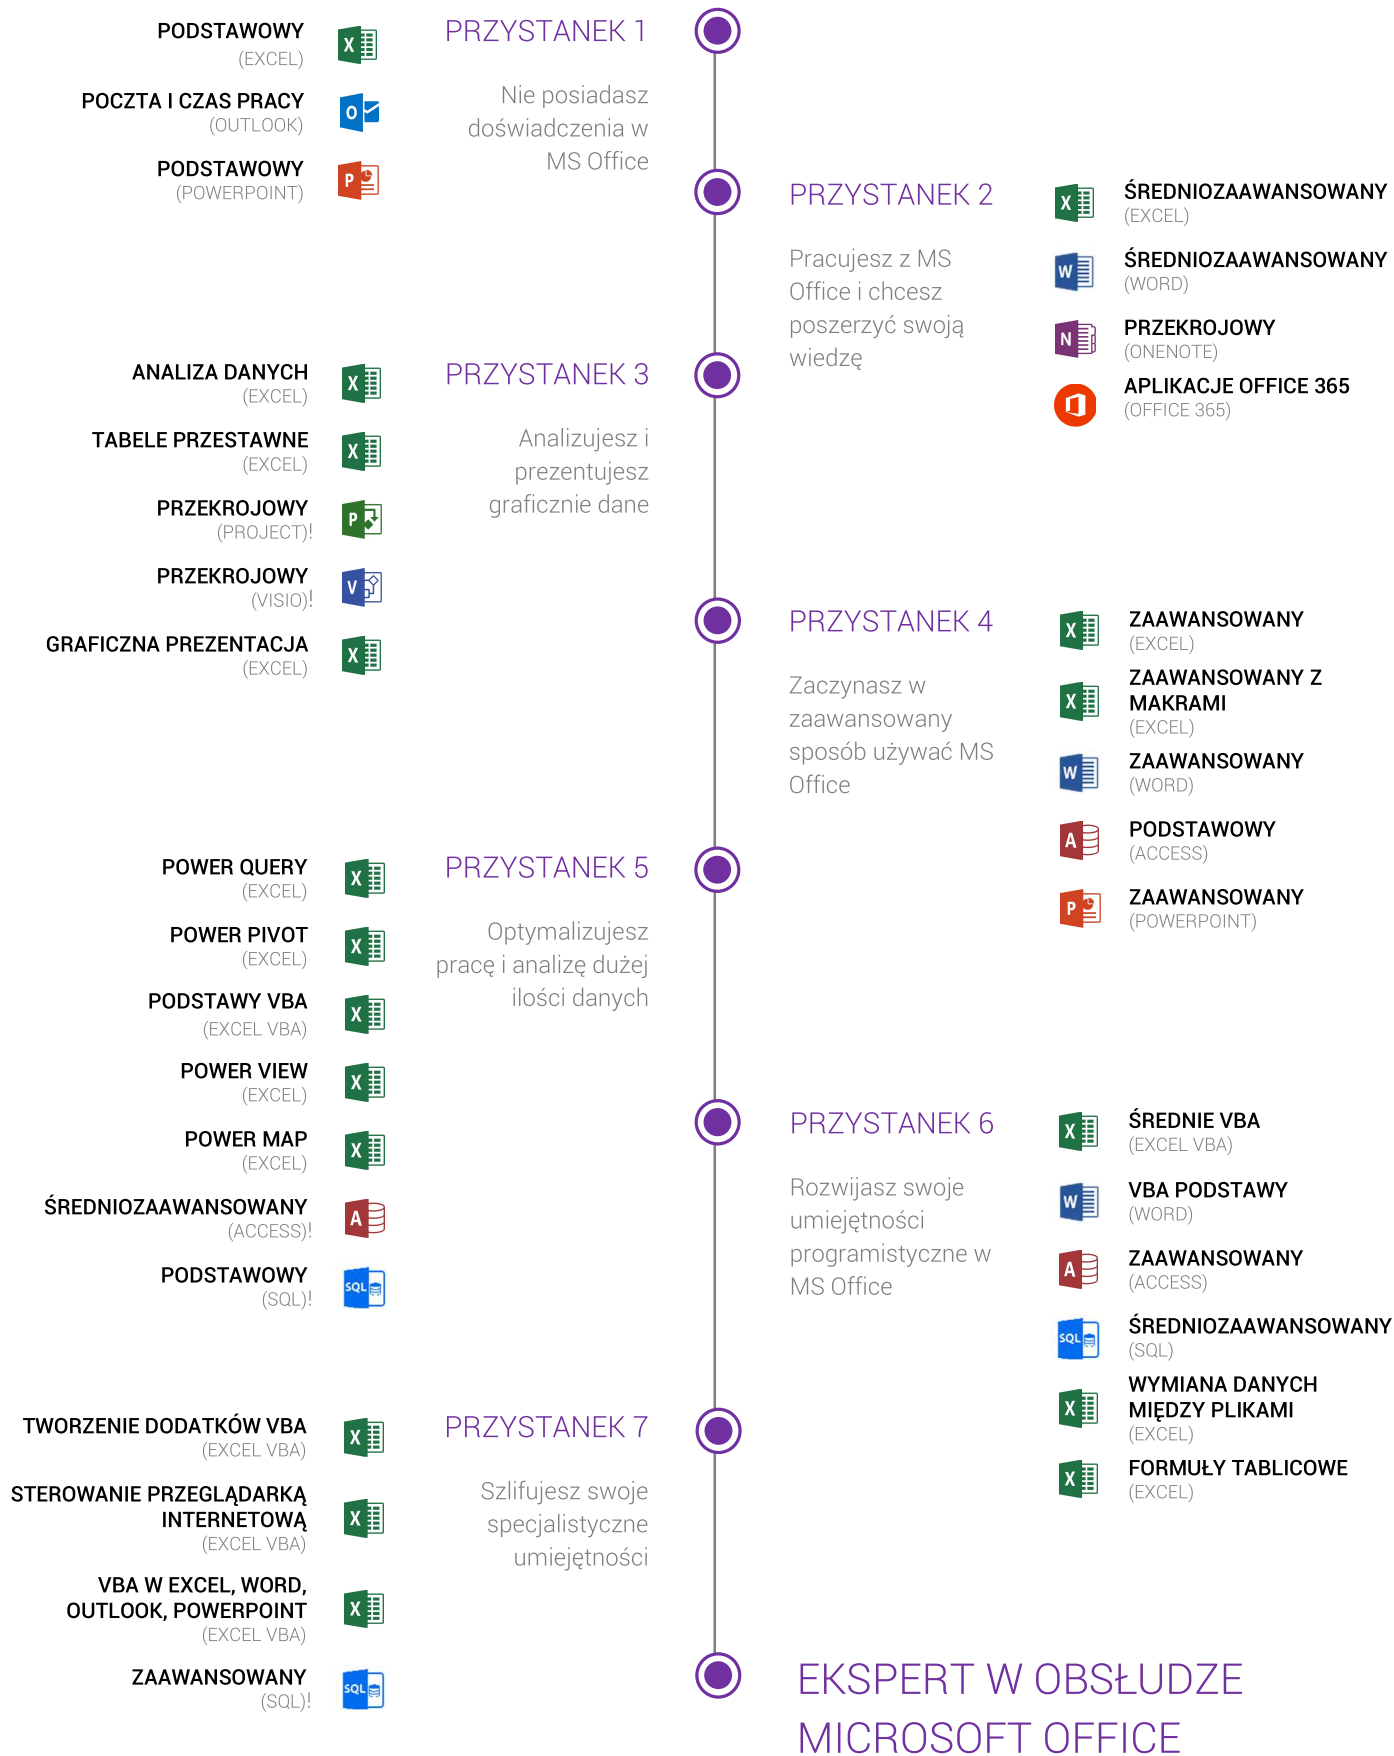 PRZYSTANEK 1
Nie posiadasz
doświadczenia w
MS Office
PODSTAWOWY
(EXCEL)
POCZTA I CZAS PRACY
(OUTLOOK)
PODSTAWOWY
(POWERPOINT)
PRZYSTANEK 2
Pracujesz z MS
Office i chcesz
poszerzyć swoją
wiedzę
ŚREDNIOZAAWANSOWANY
(EXCEL)
ŚREDNIOZAAWANSOWANY
(WORD)
PRZEKROJOWY
(ONENOTE)
APLIKACJE OFFICE 365
(OFFICE 365)
PRZYSTANEK 3
Analizujesz i
prezentujesz
graficznie dane
ANALIZA DANYCH
(EXCEL)
TABELE PRZESTAWNE
(EXCEL)
PRZEKROJOWY
(PROJECT)!
PRZEKROJOWY
(VISIO)!
GRAFICZNA PREZENTACJA
(EXCEL)
PRZYSTANEK 4
Zaczynasz w
zaawansowany
sposób używać MS
Office
ZAAWANSOWANY
(EXCEL)
ZAAWANSOWANY Z
MAKRAMI
(EXCEL)
ZAAWANSOWANY
(WORD)
PODSTAWOWY
(ACCESS)
ZAAWANSOWANY
(POWERPOINT)
PRZYSTANEK 5
Optymalizujesz
pracę i analizę dużej
ilości danych
POWER QUERY
(EXCEL)
POWER PIVOT
(EXCEL)
PODSTAWY VBA
(EXCEL VBA)
POWER VIEW
(EXCEL)
POWER MAP
(EXCEL)
ŚREDNIOZAAWANSOWANY
(ACCESS)!
PODSTAWOWY
(SQL)!
PRZYSTANEK 6
Rozwijasz swoje
umiejętności
programistyczne w
MS Office
ŚREDNIE VBA
(EXCEL VBA)
VBA PODSTAWY
(WORD)
ZAAWANSOWANY
(ACCESS)
ŚREDNIOZAAWANSOWANY
(SQL)
WYMIANA DANYCH
MIĘDZY PLIKAMI
(EXCEL)
FORMUŁY TABLICOWE
(EXCEL)
PRZYSTANEK 7
Szlifujesz swoje
specjalistyczne
umiejętności
TWORZENIE DODATKÓW VBA
(EXCEL VBA)
STEROWANIE PRZEGLĄDARKĄ
INTERNETOWĄ
(EXCEL VBA)
VBA W EXCEL, WORD,
OUTLOOK, POWERPOINT
(EXCEL VBA)
ZAAWANSOWANY
(SQL)!
EKSPERT W OBSŁUDZE
MICROSOFT OFFICE